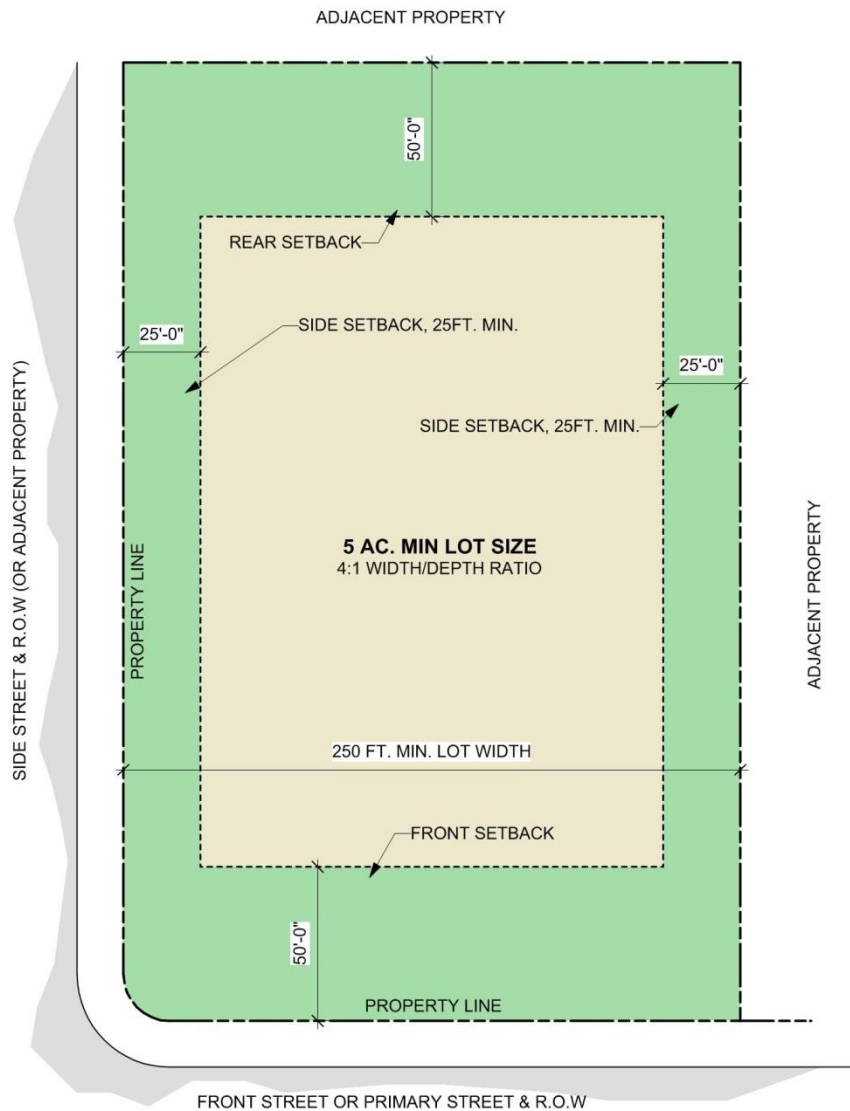 ADJACENT PROPERTY
50'-0"
REAR SETBACK
SIDE SETBACK, 25FT. MIN.
25'-0"
25'-0"
SIDE SETBACK, 25FT. MIN.
SIDE STREET & R.O.W (OR ADJACENT PROPERTY)
PROPERTY LINE
5 AC. MIN LOT SIZE
4:1 WIDTH/DEPTH RATIO
ADJACENT PROPERTY
250 FT. MIN. LOT WIDTH
FRONT SETBACK
50'-0"
PROPERTY LINE
FRONT STREET OR PRIMARY STREET & R.O.W